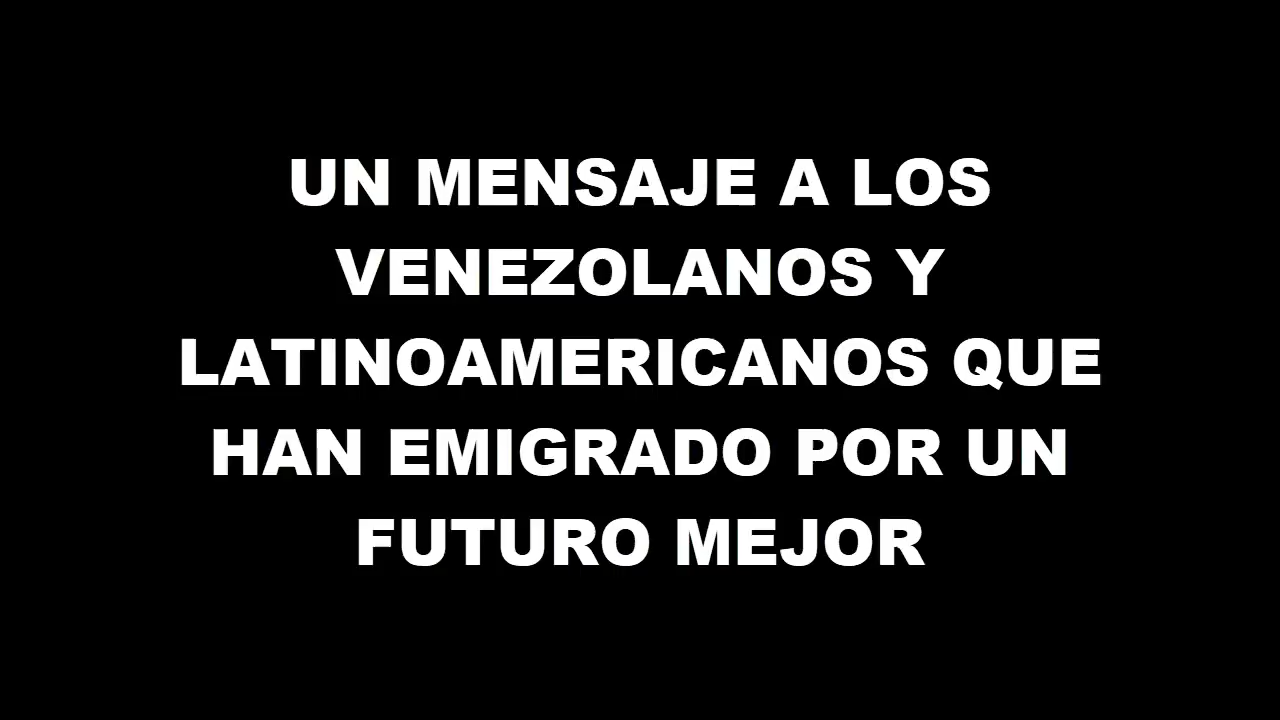 UN MENSAJE A LOS
VENEZOLANOS Y
LATINOAMERICANOS QUE
HAN EMIGRADO POR UN
FUTURO MEJOR